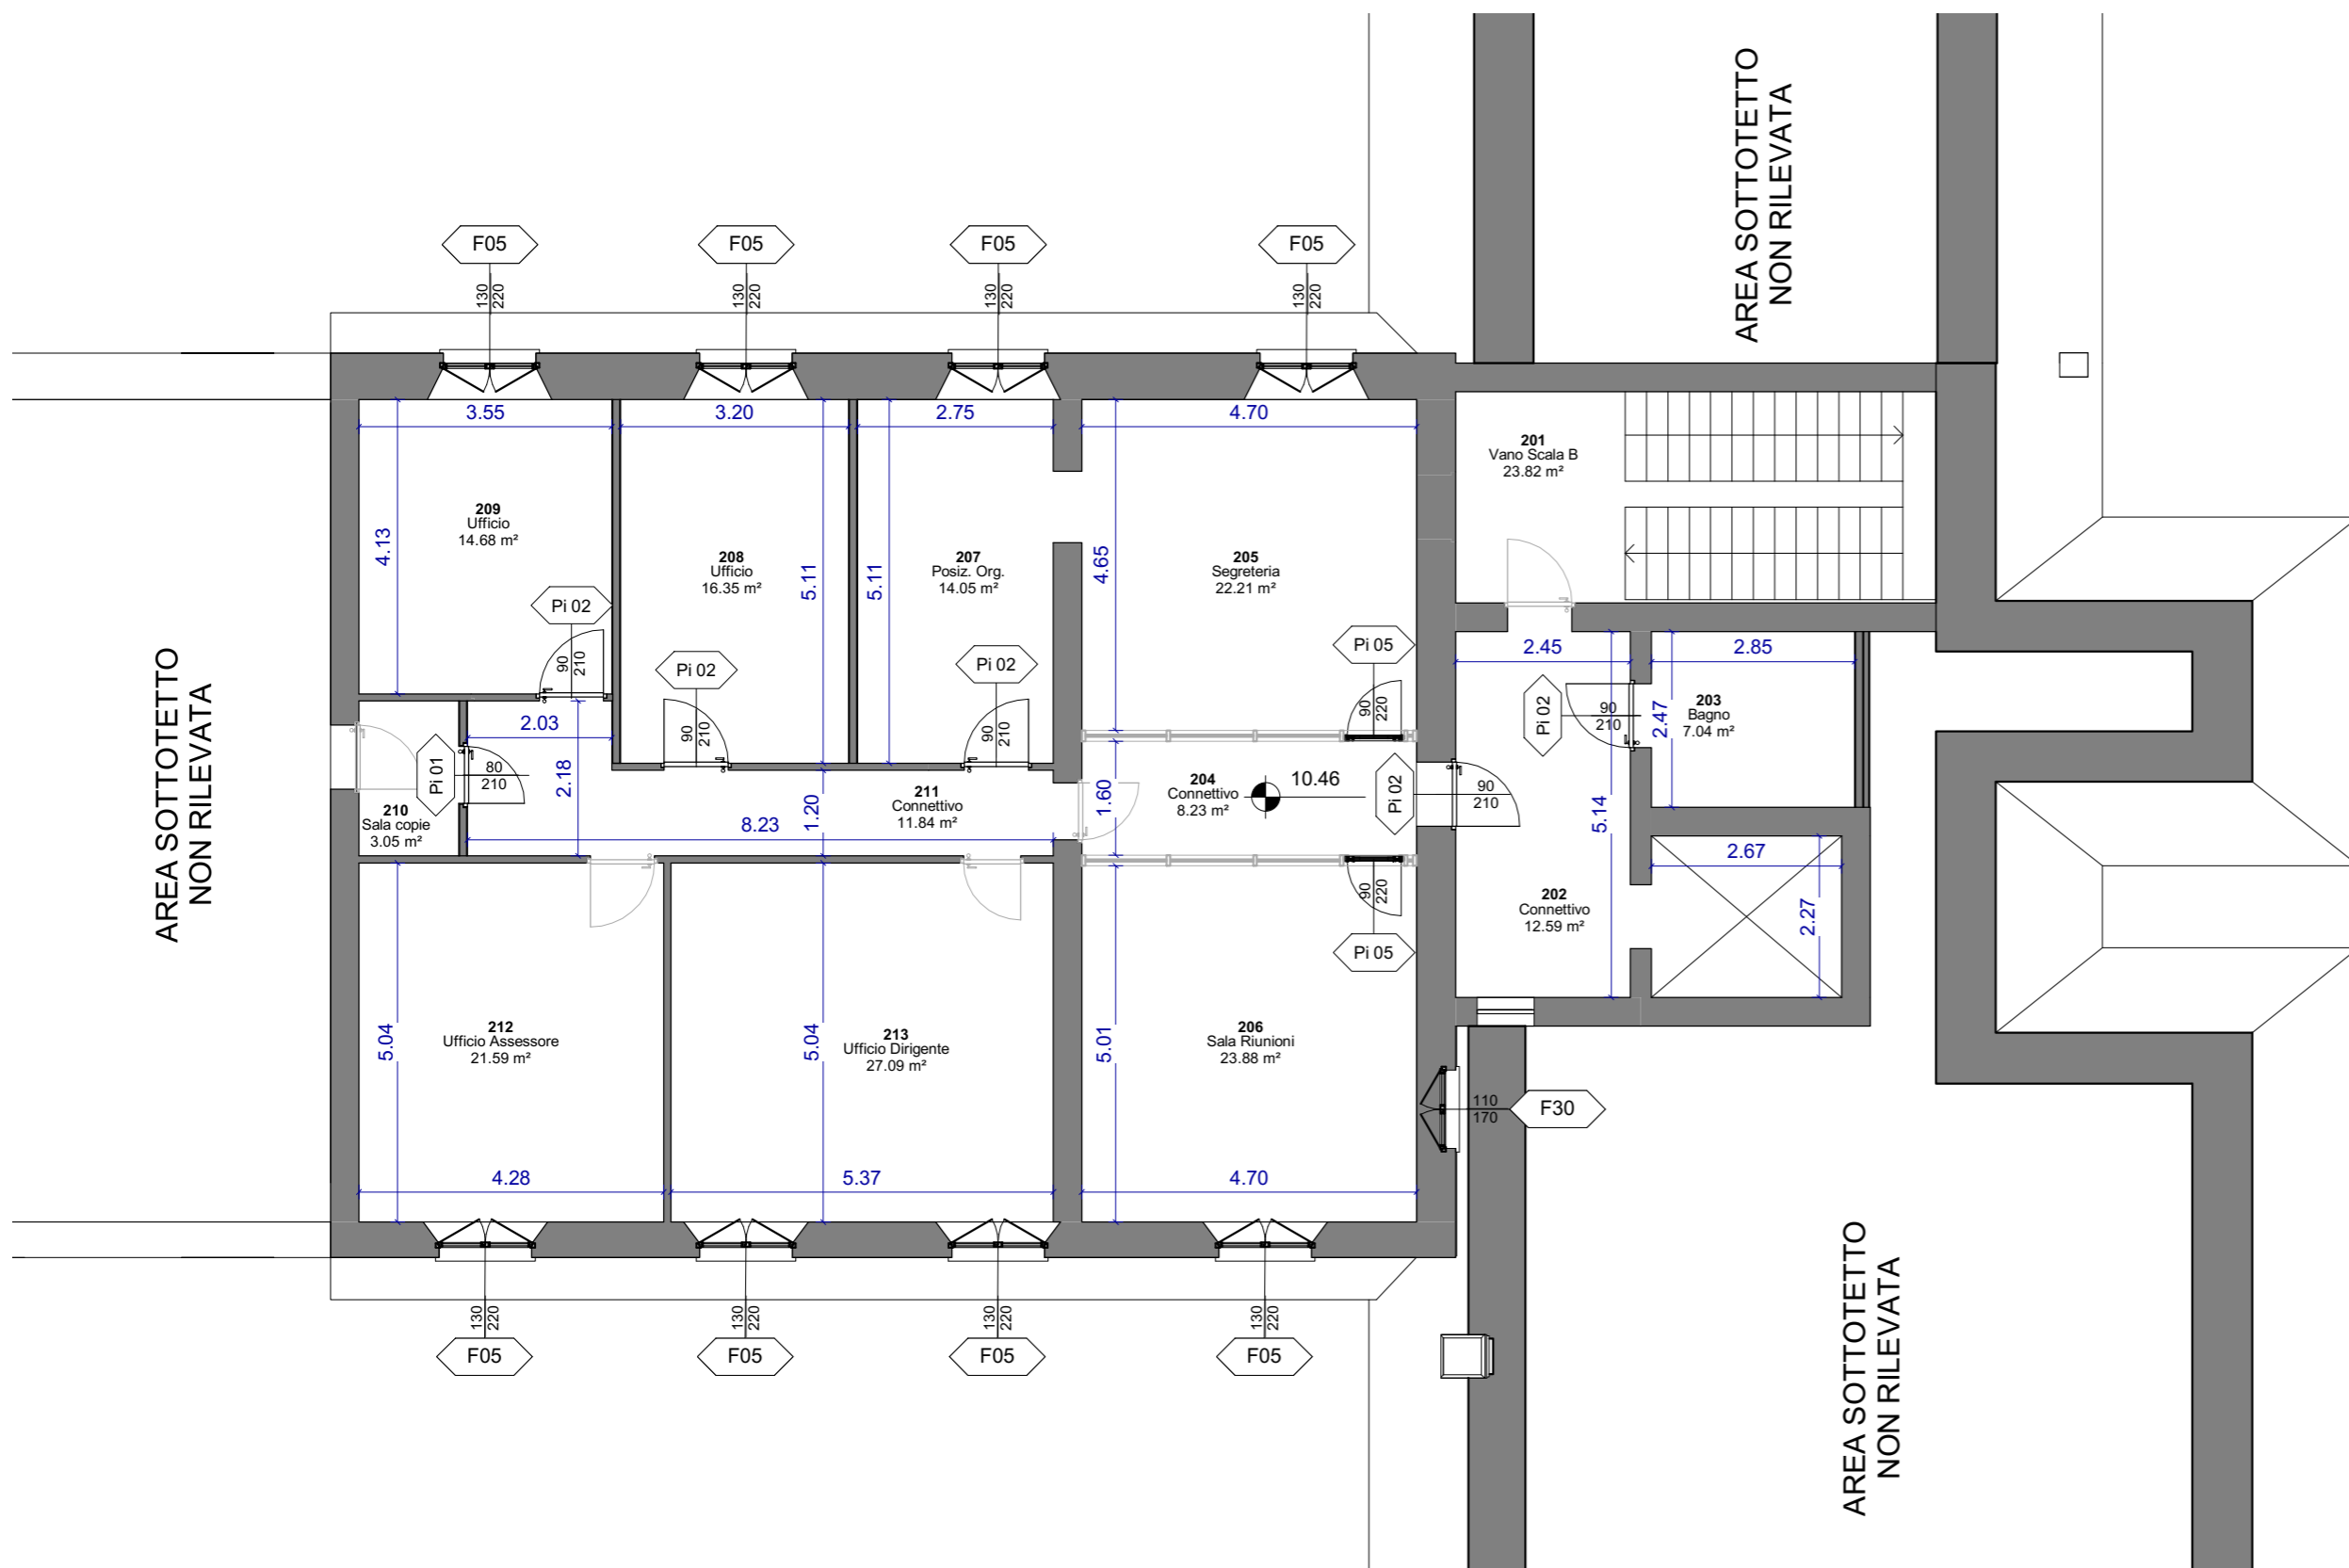 AREA SOTTOTETTO
NON RILEVATA
F05
F05
F05
F05
130
220
130
220
130
220
130
220
3.55
3.20
2.75
4.70
201
Vano Scala B
23.82 m²
209
Ufficio
14.68 m²
4.13
208
Ufficio
16.35 m²
5.11
5.11
207
Posiz. Org.
14.05 m²
4.65
205
Segreteria
22.21 m²
Pi 02
90
210
Pi 02
90
210
Pi 02
90
210
Pi 05
90
220
2.45
2.85
AREA SOTTOTETTO
NON RILEVATA
2.03
2.18
Pi 01
80
210
210
Sala copie
3.05 m²
8.23
1.20
211
Connettivo
11.84 m²
1.60
204
Connettivo
8.23 m²
10.46
Pi 02
90
210
Pi 02
90
210
2.47
203
Bagno
7.04 m²
5.14
2.67
2.27
202
Connettivo
12.59 m²
90
220
Pi 05
5.04
212
Ufficio Assessore
21.59 m²
5.04
213
Ufficio Dirigente
27.09 m²
5.01
206
Sala Riunioni
23.88 m²
110
170
F30
4.28
5.37
4.70
130
220
130
220
130
220
130
220
F05
F05
F05
F05
AREA SOTTOTETTO
NON RILEVATA